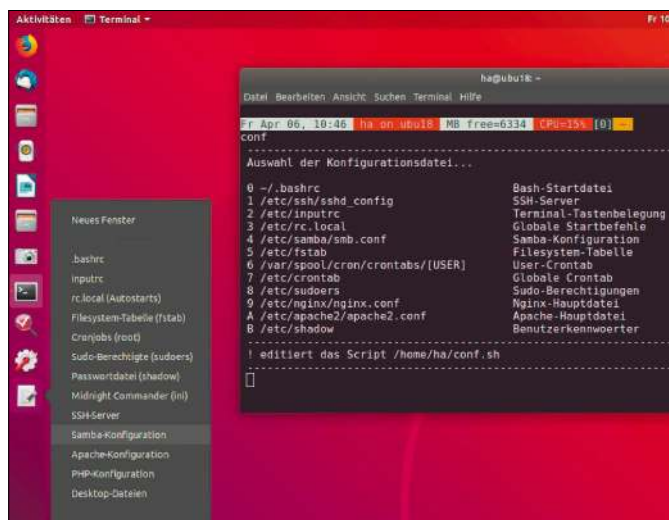 Aktivitäten Terminal Fr 10
ha@ubu18: ~
Datei Bearbeiten Ansicht Suchen Terminal Hilfe
Fr Apr 06, 10:46 ha on ubu18 MB free=6334 CPU=15% [0] ~
conf
Auswahl der Konfigurationsdatei...
0 ~/.bashrc Bash-Startdatei
1 /etc/ssh/sshd_config SSH-Server
2 /etc/inputrc Terminal-Tastenbelegung
3 /etc/rc.local Globale Startbefehle
4 /etc/samba/smb.conf Samba-Konfiguration
5 /etc/fstab Filesystem-Tabelle
6 /var/spool/cron/crontabs/[USER] User-Crontab
7 /etc/crontab Globale Crontab
8 /etc/sudoers Sudo-Berechtigungen
9 /etc/nginx/nginx.conf Nginx-Hauptdatei
A /etc/apache2/apache2.conf Apache-Hauptdatei
B /etc/shadow Benutzerkennwoerter
! editiert das Script /home/ha/conf.sh
Neues Fenster
.bashrc
inputrc
rc.local (Autostarts)
Filesystem-Tabelle (fstab)
Cronjobs (root)
Sudo-Berechtigte (sudoers)
Passwortdatei (shadow)
Midnight Commander (ini)
SSH-Server
Samba-Konfiguration
Apache-Konfiguration
PHP-Konfiguration
Desktop-Dateien